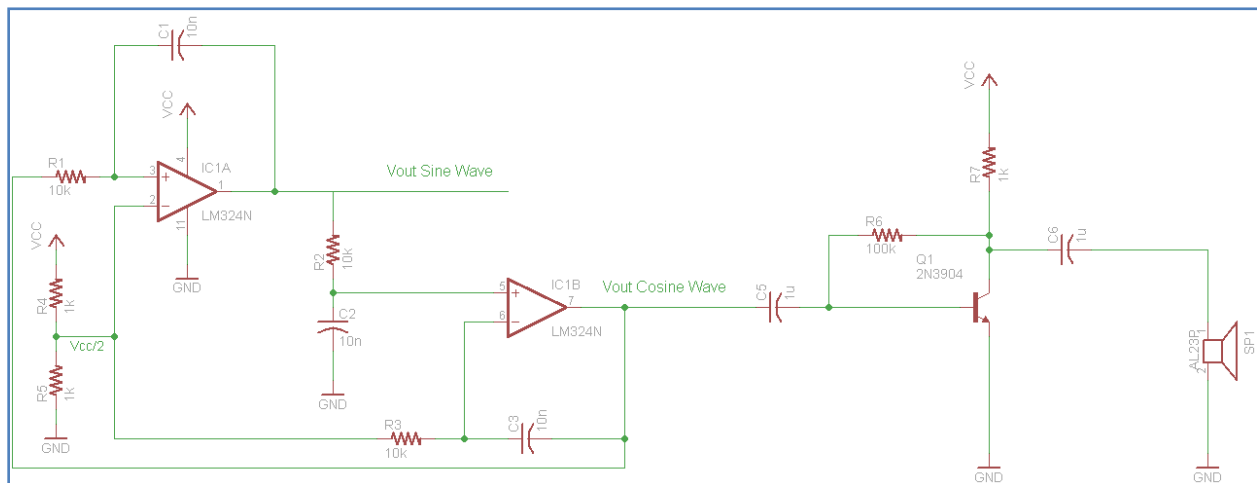 C1
10n
VCC
R1
10k
3
2
+
−
4
11
1
IC1A
LM324N
GND
Vout Sine Wave
VCC
R4
1k
Vcc/2
R5
1k
GND
R2
10k
C2
10n
GND
5
6
+
−
7
IC1B
LM324N
Vout Cosine Wave
R3
10k
C3
10n
C5
1u
R6
100k
VCC
R7
1k
Q1
2N3904
GND
C6
1u
AL23P
1
2
SP1
GND